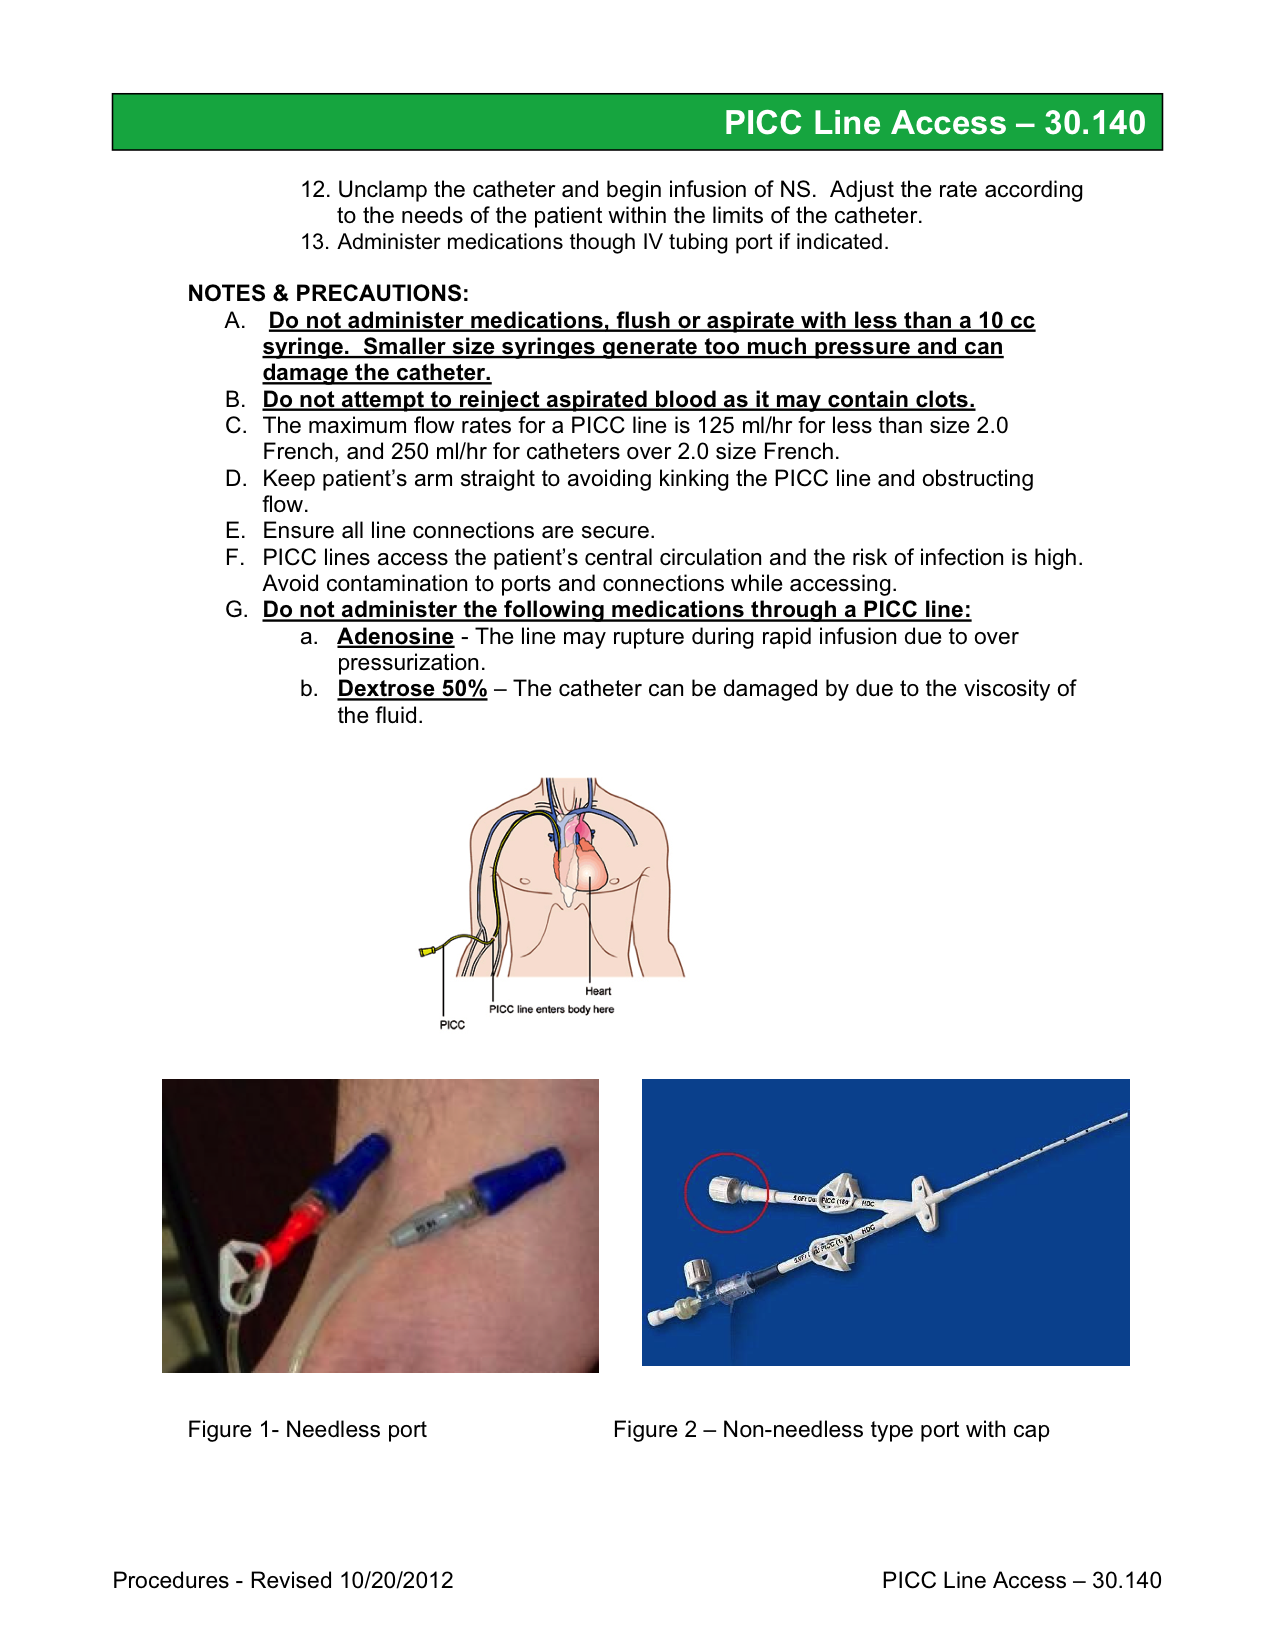 PICC Line Access – 30.140
12. Unclamp the catheter and begin infusion of NS.  Adjust the rate according
to the needs of the patient within the limits of the catheter.
13. Administer medications though IV tubing port if indicated.
NOTES & PRECAUTIONS:
A. Do not administer medications, flush or aspirate with less than a 10 cc
syringe.  Smaller size syringes generate too much pressure and can
damage the catheter.
B. Do not attempt to reinject aspirated blood as it may contain clots.
C. The maximum flow rates for a PICC line is 125 ml/hr for less than size 2.0
French, and 250 ml/hr for catheters over 2.0 size French.
D. Keep patient’s arm straight to avoiding kinking the PICC line and obstructing
flow.
E. Ensure all line connections are secure.
F. PICC lines access the patient’s central circulation and the risk of infection is high.
Avoid contamination to ports and connections while accessing.
G. Do not administer the following medications through a PICC line:
a. Adenosine - The line may rupture during rapid infusion due to over
pressurization.
b. Dextrose 50% – The catheter can be damaged by due to the viscosity of
the fluid.
Heart
PICC line enters body here
PICC
HDC
HDC
Figure 1- Needless port
Figure 2 – Non-needless type port with cap
Procedures - Revised 10/20/2012
PICC Line Access – 30.140